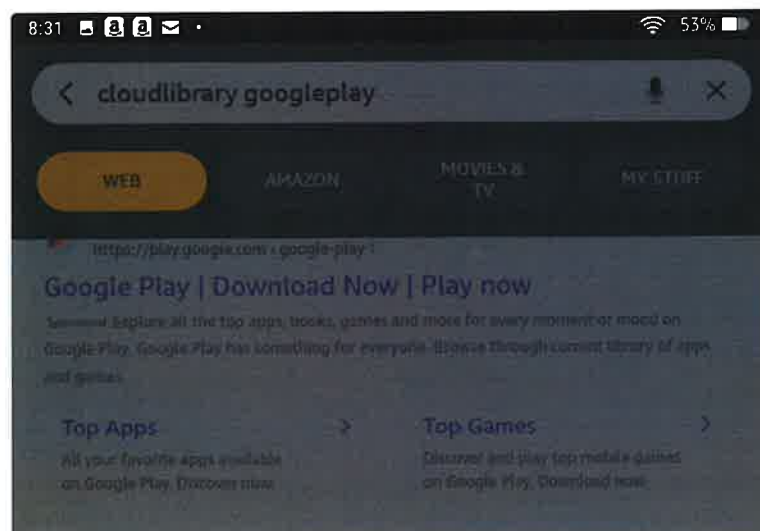 8:31 53%
cloudlibrary googleplay
WEB AMAZON MOVIES & TV MY STUFF
https://play.google.com › google-play
Google Play | Download Now | Play now
Explore all the top apps, books, games and more for every moment or mood on
Google Play. Google Play has something for everyone. Browse through current library of apps
and games
Top Apps > Top Games >
All your favorite apps available
on Google Play. Discover now
Discover and play top mobile games
on Google Play. Download now